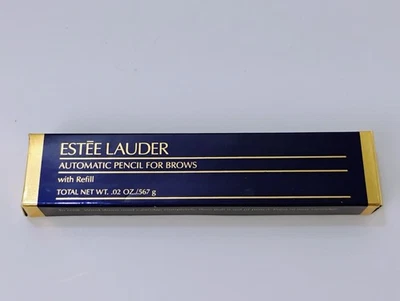 ESTĒE LAUDER
AUTOMATIC PENCIL FOR BROWS
with Refill
TOTAL NET WT. .02 OZ./.567 g